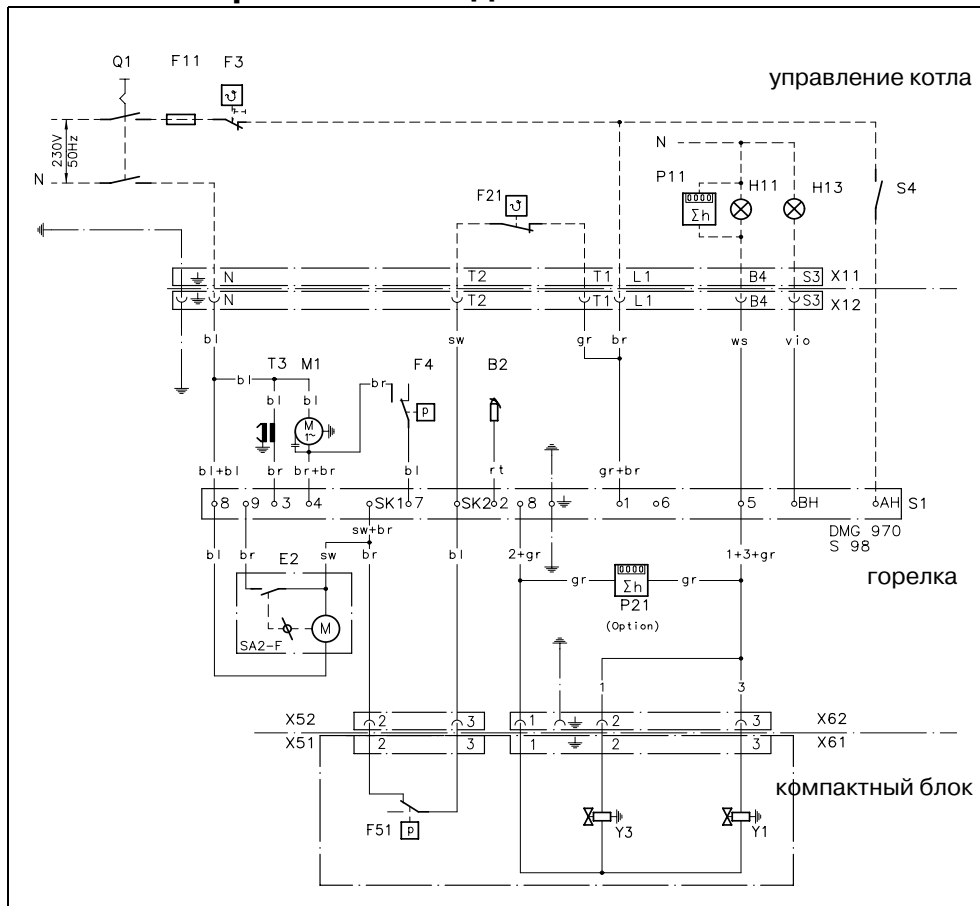 Q1 F11 F3
управление котла
230V
50Hz
N
N
P11 H11 H13 S4
Σh
F21
N T2 T1 L1 B4 S3 X11
N T2 T1 L1 B4 S3 X12
bl sw gr br ws vio
T3 M1 F4 B2
bl br
bl bl
M
1~
P
bl+bl br br+br bl rt gr+br
8 9 3 4 SK1 7 SK2 2 8 1 6 5 BH AH S1
DMG 970
S 98
sw+br
bl br sw br bl 2+gr 1+3+gr
E2
горелка
gr gr
Σh
P21
(Option)
M
SA2-F
1 3
X52 2 3 1 2 3 X62
X51 2 3 1 2 3 X61
компактный блок
F51 P
Y3 Y1